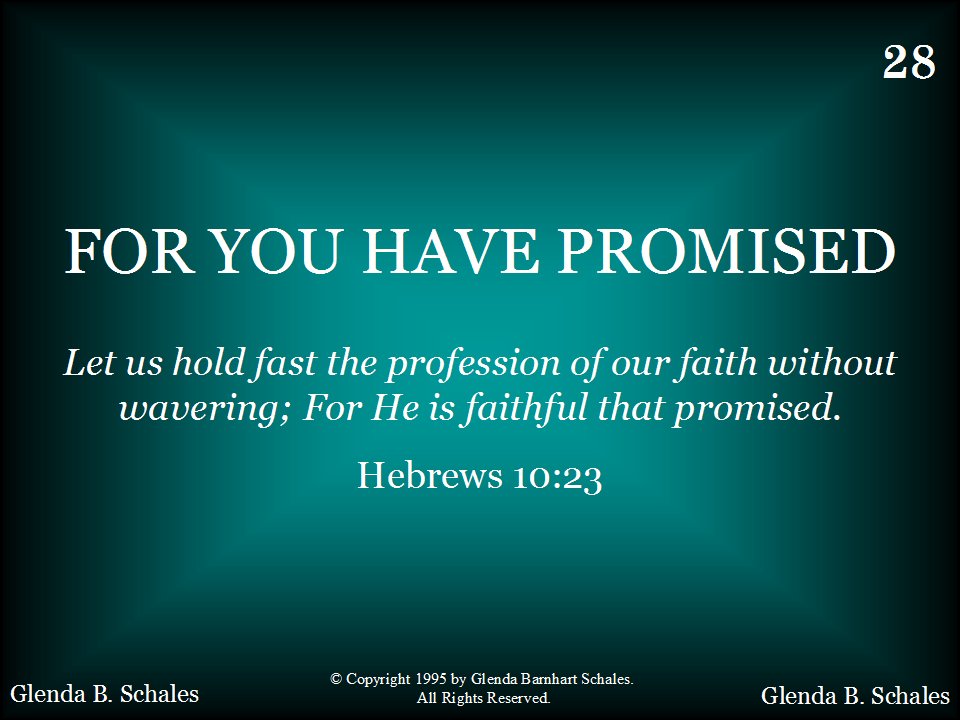 28
FOR YOU HAVE PROMISED
Let us hold fast the profession of our faith without
wavering; For He is faithful that promised.
Hebrews 10:23
Glenda B. Schales
© Copyright 1995 by Glenda Barnhart Schales.
All Rights Reserved.
Glenda B. Schales